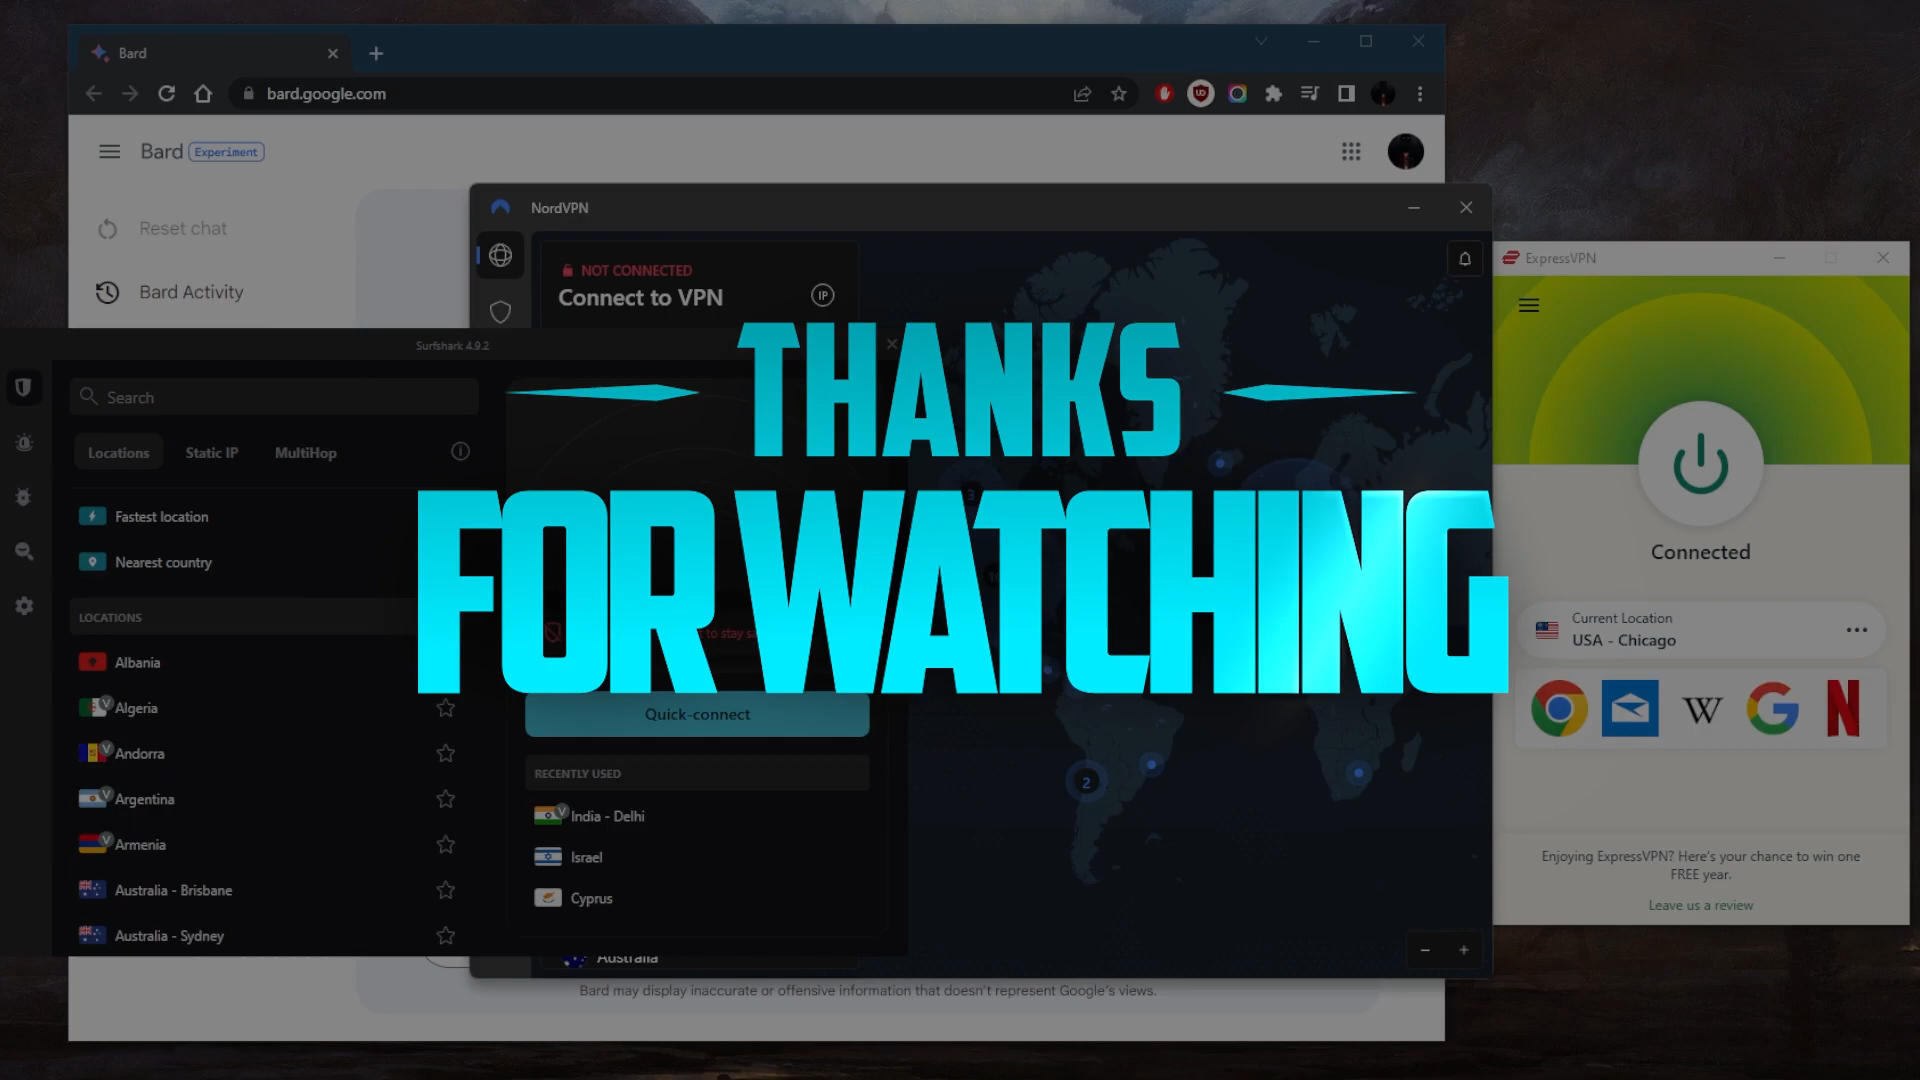 Bard
bard.google.com
Bard Experiment
Reset chat
Bard Activity
NordVPN
NOT CONNECTED
Connect to VPN
IP
ExpressVPN
Surfshark 4.9.2
Search
Locations Static IP MultiHop
Fastest location
Nearest country
LOCATIONS
Albania
Algeria
Andorra
Argentina
Armenia
Australia - Brisbane
Australia - Sydney
THANKS
FOR WATCHING
to stay
Quick-connect
RECENTLY USED
India - Delhi
Israel
Cyprus
Australia
3
2
Connected
Current Location
USA - Chicago
Enjoying ExpressVPN? Here's your chance to win one
FREE year.
Leave us a review
Bard may display inaccurate or offensive information that doesn't represent Google's views.